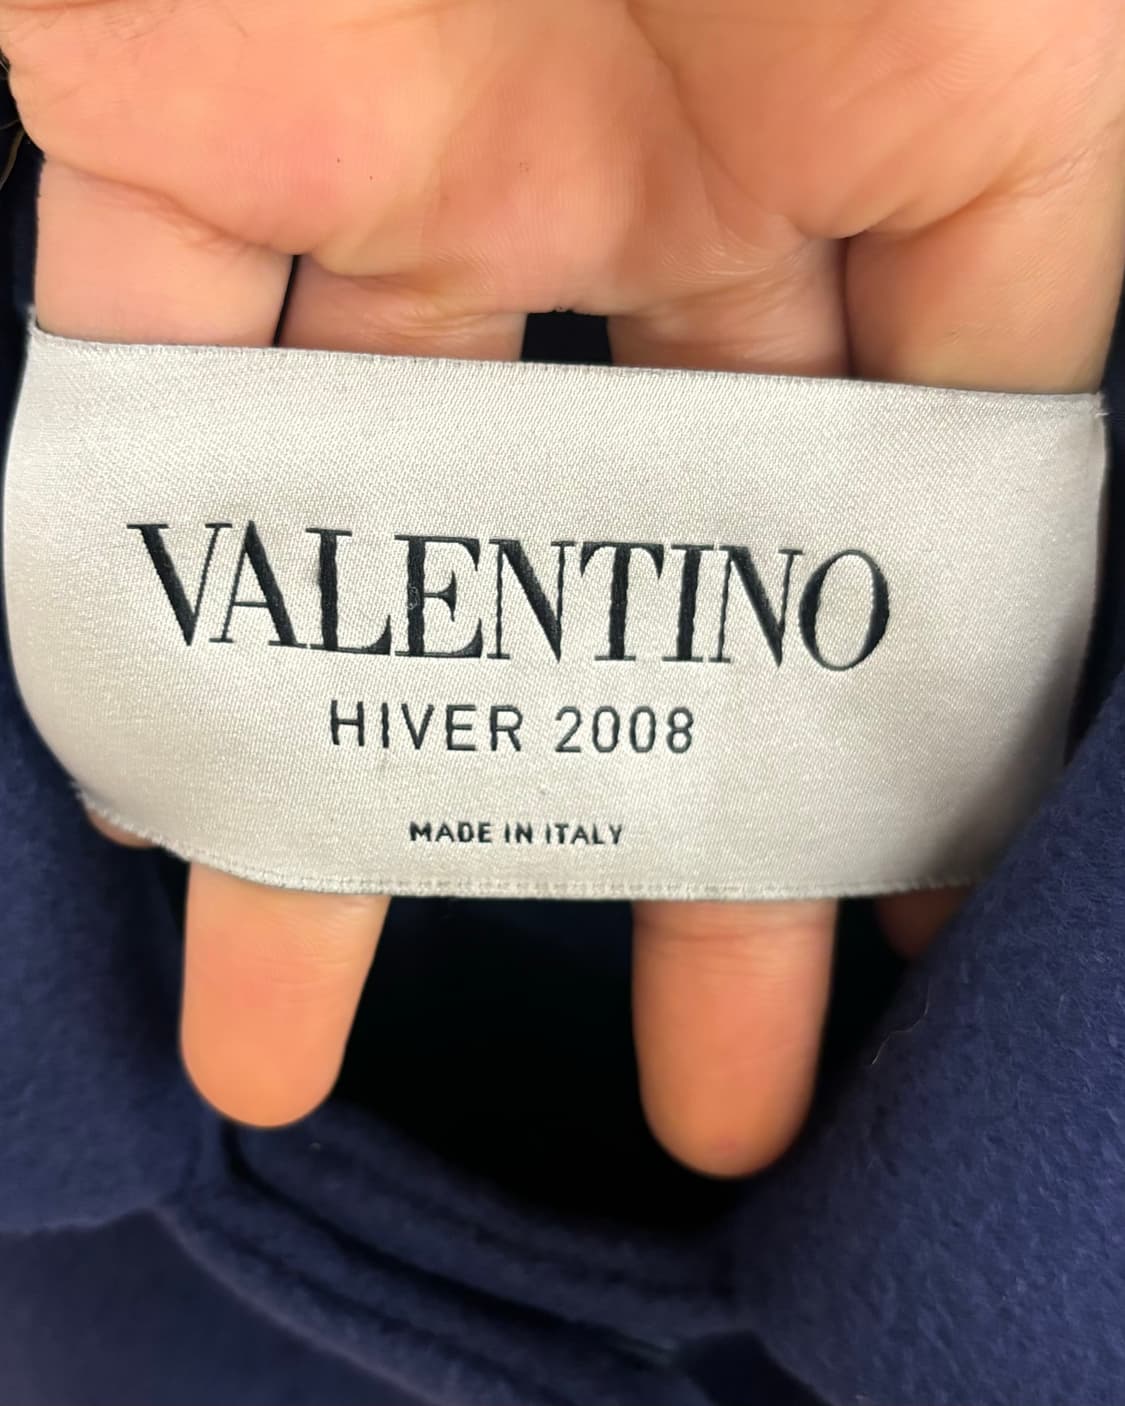 VALENTINO
HIVER 2008
MADE IN ITALY